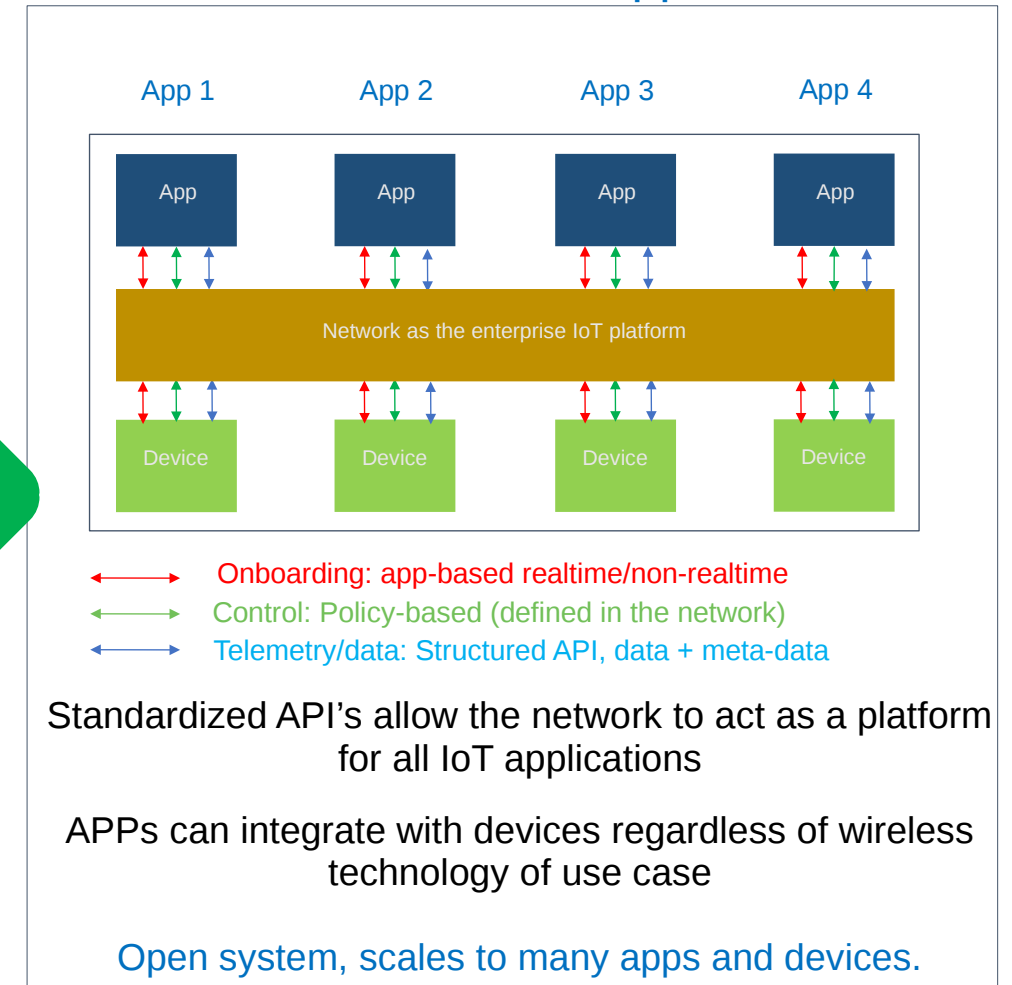 App 1 App 2 App 3 App 4
App App App App
Network as the enterprise IoT platform
Device Device Device Device
Onboarding: app-based realtime/non-realtime
Control: Policy-based (defined in the network)
Telemetry/data: Structured API, data + meta-data
Standardized API’s allow the network to act as a platform
for all IoT applications
APPs can integrate with devices regardless of wireless
technology of use case
Open system, scales to many apps and devices.